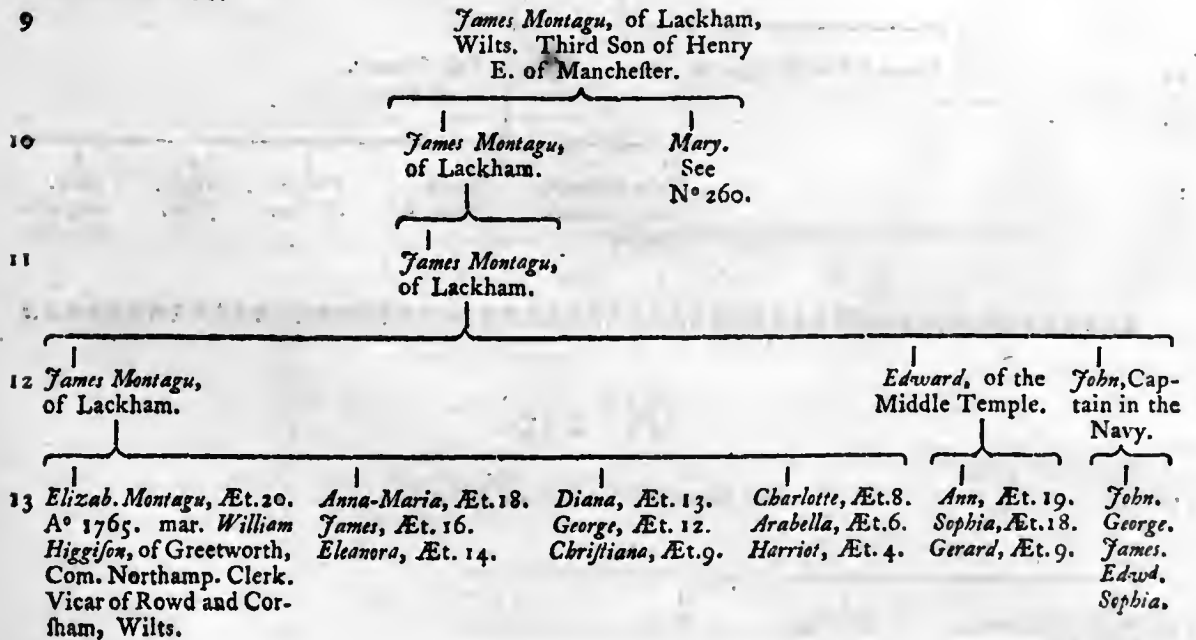 9
James Montagu, of Lackham,
Wilts. Third Son of Henry
E. of Mancheſter.
10
James Montagu,
of Lackham.
Mary.
See
Nº 260.
11
James Montagu,
of Lackham.
12
James Montagu,
of Lackham.
Edward, of the
Middle Temple.
John, Cap-
tain in the
Navy.
13
Elizab. Montagu, Æt. 20.
Aº 1765. mar. William
Higgiſon, of Greetworth,
Com. Northamp. Clerk.
Vicar of Rowd and Cor-
ſham, Wilts.
Anna-Maria, Æt. 18.
James, Æt. 16.
Eleanora, Æt. 14.
Diana, Æt. 13.
George, Æt. 12.
Chriſtiana, Æt. 9.
Charlotte, Æt. 8.
Arabella, Æt. 6.
Harriot, Æt. 4.
Ann, Æt. 19.
Sophia, Æt. 18.
Gerard, Æt. 9.
John.
George.
James.
Edwd.
Sophia.